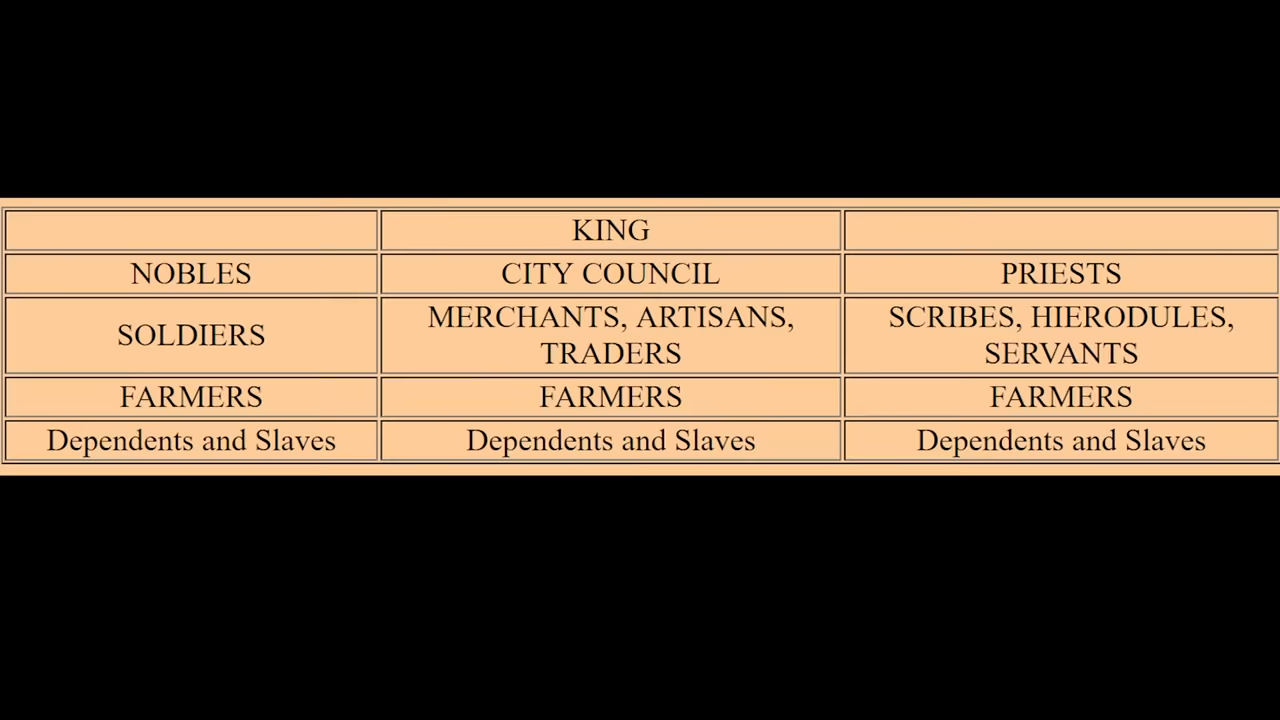 KING
NOBLES
CITY COUNCIL
PRIESTS
SOLDIERS
MERCHANTS, ARTISANS,
TRADERS
SCRIBES, HIERODULES,
SERVANTS
FARMERS
FARMERS
FARMERS
Dependents and Slaves
Dependents and Slaves
Dependents and Slaves